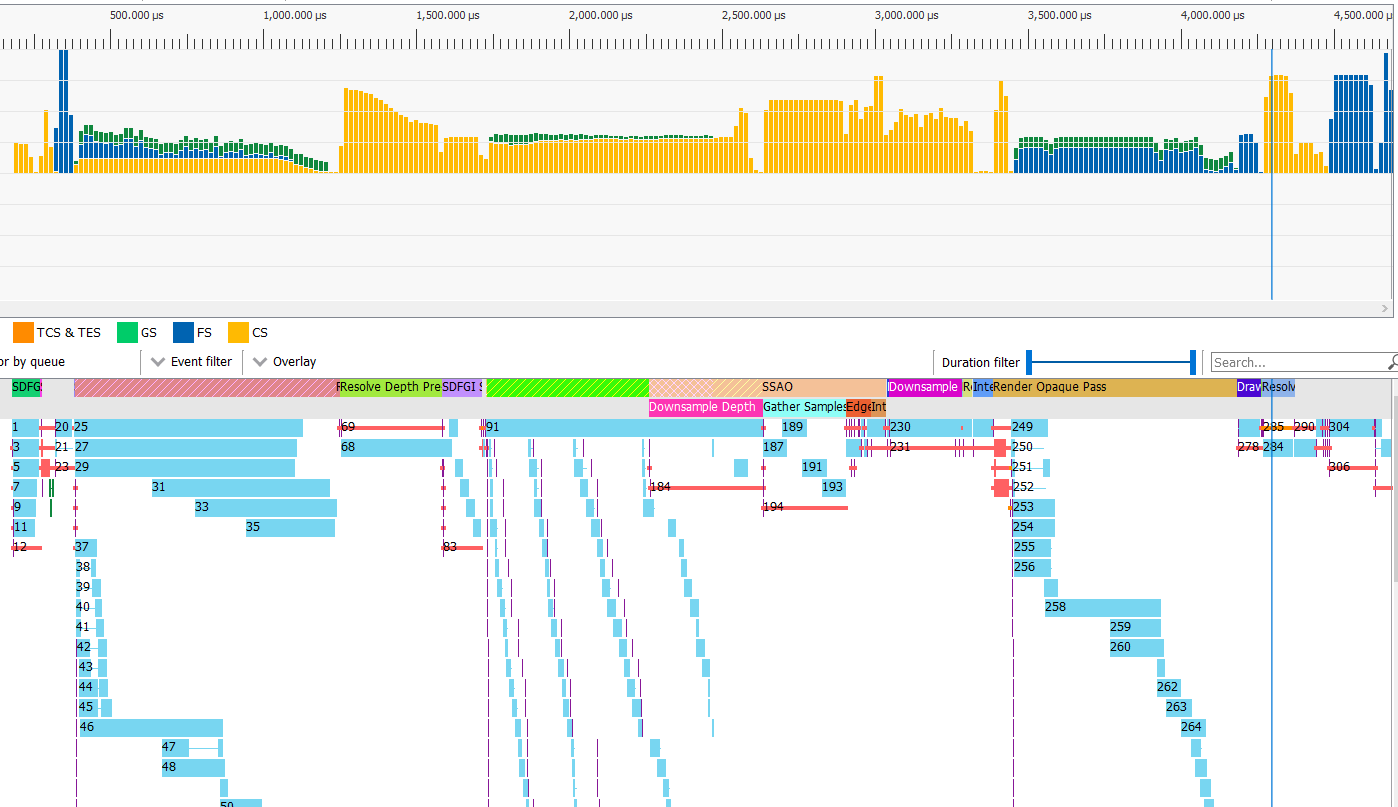 500.000 µs 1,000.000 µs 1,500.000 µs 2,000.000 µs 2,500.000 µs 3,000.000 µs 3,500.000 µs 4,000.000 µs 4,500.000 µ
TCS & TES GS FS CS
or by queue Event filter Overlay Duration filter Search...
SDFG Resolve Depth Pre SDFGI SSAO Downsample R Inte Render Opaque Pass Drav Resolv
Downsample Depth Gather Samples Edge Int
1 20 25 69 91 189 230 249 285 290 304
3 21 27 68 187 231 250 278 284
5 23 29 191 251 306
7 31 184 193 252
9 33 194 253
11 35 254
12 37 83 255
38 256
39
40 258
41 259
42 260
43
44 262
45 263
46 264
47
48
50